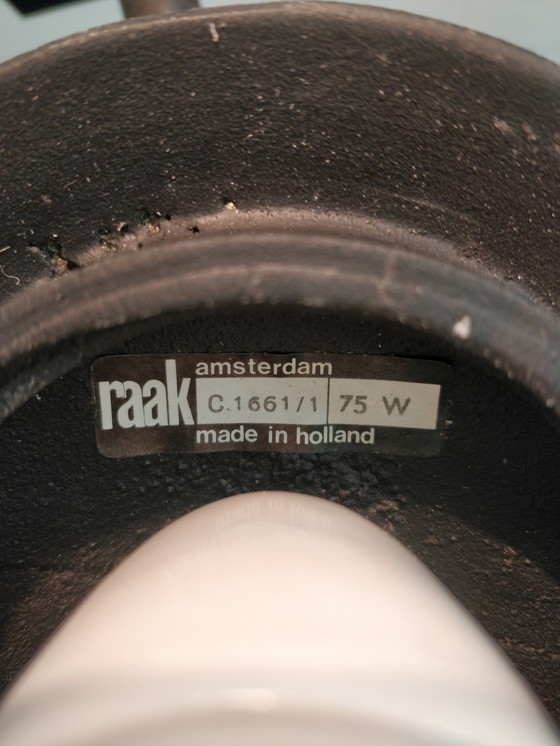 amsterdam
raak C.1661/1 75 W
made in holland